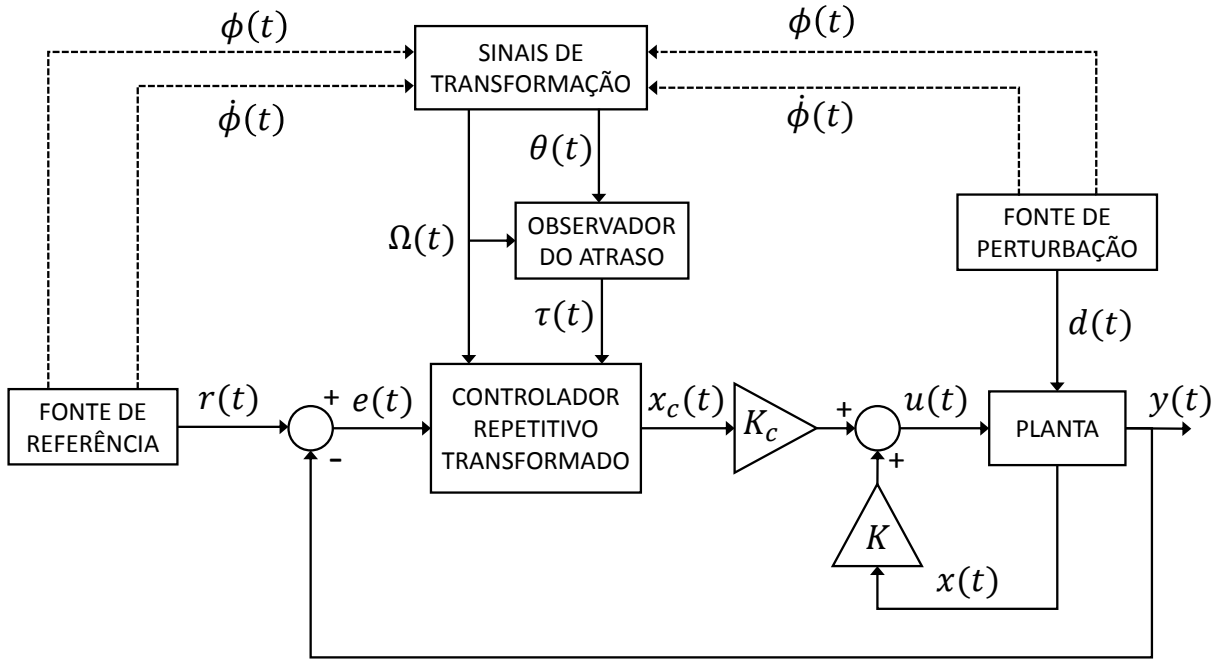 ϕ(t)
SINAIS DE
TRANSFORMAÇÃO
ϕ(t)
ϕ̇(t)
ϕ̇(t)
θ(t)
Ω(t)
OBSERVADOR
DO ATRASO
FONTE DE
PERTURBAÇÃO
τ(t)
d(t)
FONTE DE
REFERÊNCIA
r(t)
+
-
e(t)
CONTROLADOR
REPETITIVO
TRANSFORMADO
x_c(t)
K_c
+
+
u(t)
PLANTA
y(t)
K
x(t)